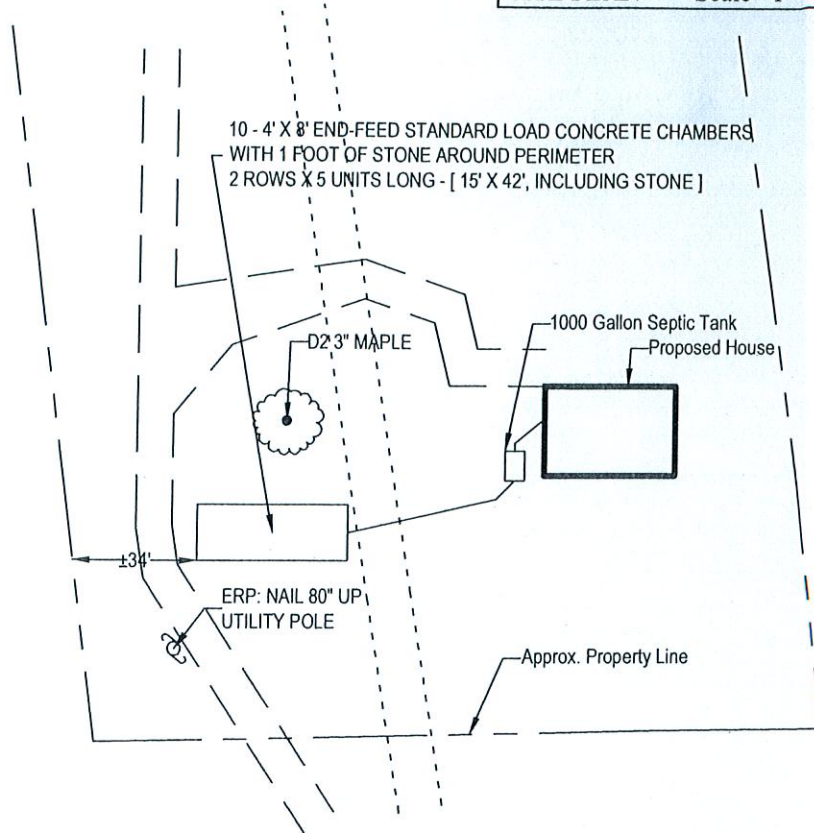 10 - 4' X 8' END-FEED STANDARD LOAD CONCRETE CHAMBERS
WITH 1 FOOT OF STONE AROUND PERIMETER
2 ROWS X 5 UNITS LONG - [ 15' X 42', INCLUDING STONE ]
1000 Gallon Septic Tank
Proposed House
D2 3" MAPLE
±34'
ERP: NAIL 80" UP
UTILITY POLE
Approx. Property Line